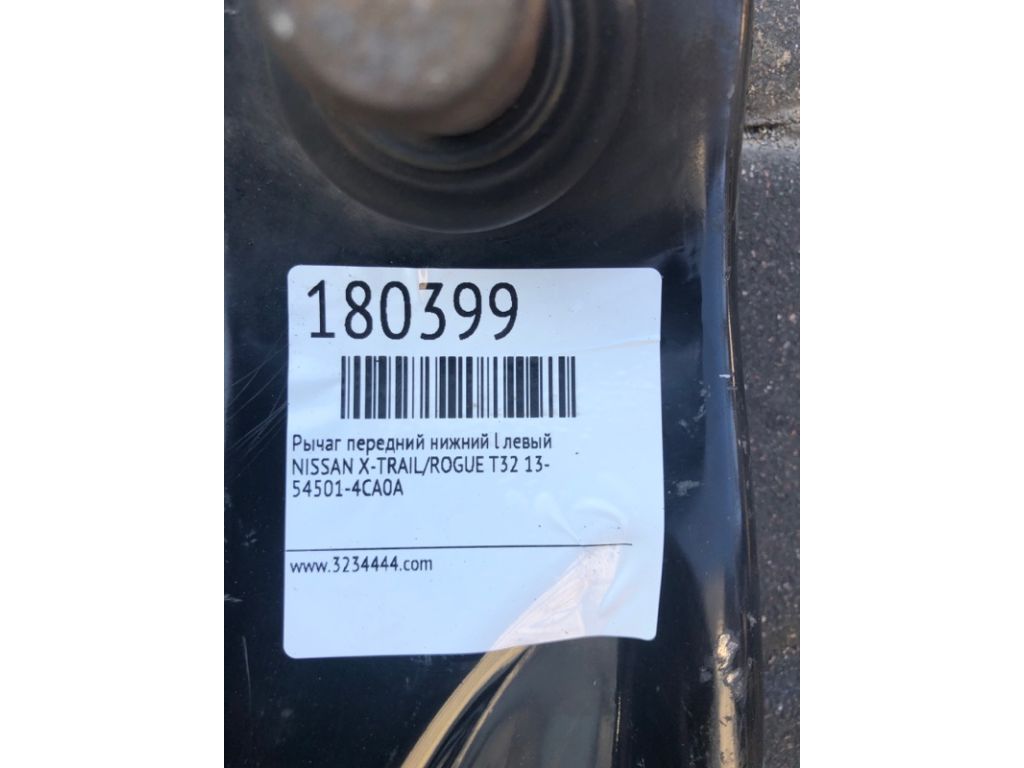 180399
Рычаг передний нижний l левый
NISSAN X-TRAIL/ROGUE T32 13-
54501-4CA0A
www.3234444.com